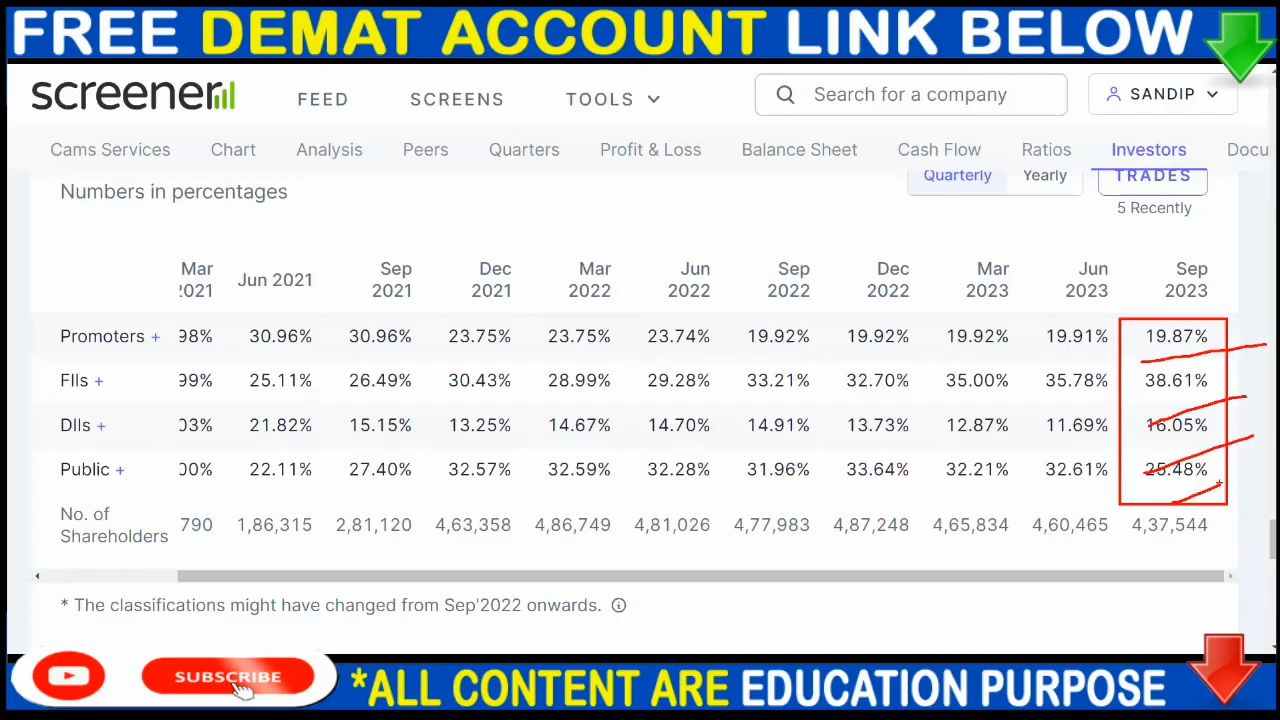 FREE DEMAT ACCOUNT LINK BELOW
screener FEED SCREENS TOOLS Search for a company SANDIP
Cams Services Chart Analysis Peers Quarters Profit & Loss Balance Sheet Cash Flow Ratios Investors Docu
Numbers in percentages Quarterly Yearly TRADES
5 Recently
Mar 2021 Jun 2021 Sep 2021 Dec 2021 Mar 2022 Jun 2022 Sep 2022 Dec 2022 Mar 2023 Jun 2023 Sep 2023
Promoters + 98% 30.96% 30.96% 23.75% 23.75% 23.74% 19.92% 19.92% 19.92% 19.91% 19.87%
FIIs + 99% 25.11% 26.49% 30.43% 28.99% 29.28% 33.21% 32.70% 35.00% 35.78% 38.61%
DIIs + 03% 21.82% 15.15% 13.25% 14.67% 14.70% 14.91% 13.73% 12.87% 11.69% 16.05%
Public + 00% 22.11% 27.40% 32.57% 32.59% 32.28% 31.96% 33.64% 32.21% 32.61% 25.48%
No. of Shareholders 790 1,86,315 2,81,120 4,63,358 4,86,749 4,81,026 4,77,983 4,87,248 4,65,834 4,60,465 4,37,544
* The classifications might have changed from Sep'2022 onwards.
SUBSCRIBE *ALL CONTENT ARE EDUCATION PURPOSE